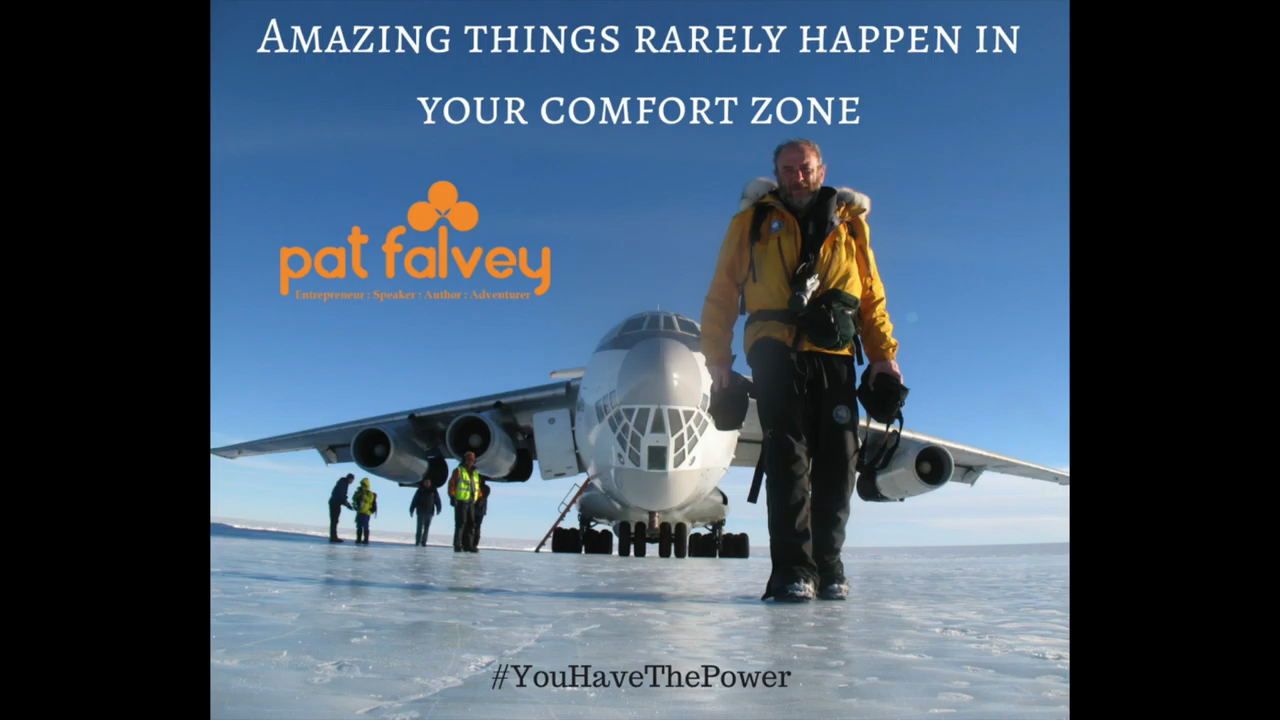 Amazing things rarely happen in
your comfort zone
pat falvey
Entrepreneur : Speaker : Author : Adventurer
#YouHaveThePower